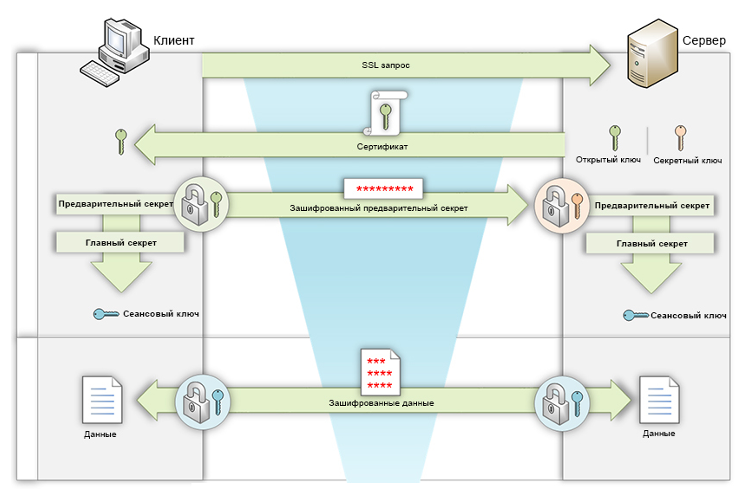 Клиент
Сервер
SSL запрос
Сертификат
Открытый ключ
Секретный ключ
*********
Предварительный секрет
Зашифрованный предварительный секрет
Предварительный секрет
Главный секрет
Главный секрет
Сеансовый ключ
Сеансовый ключ
***
****
****
Зашифрованные данные
Данные
Данные